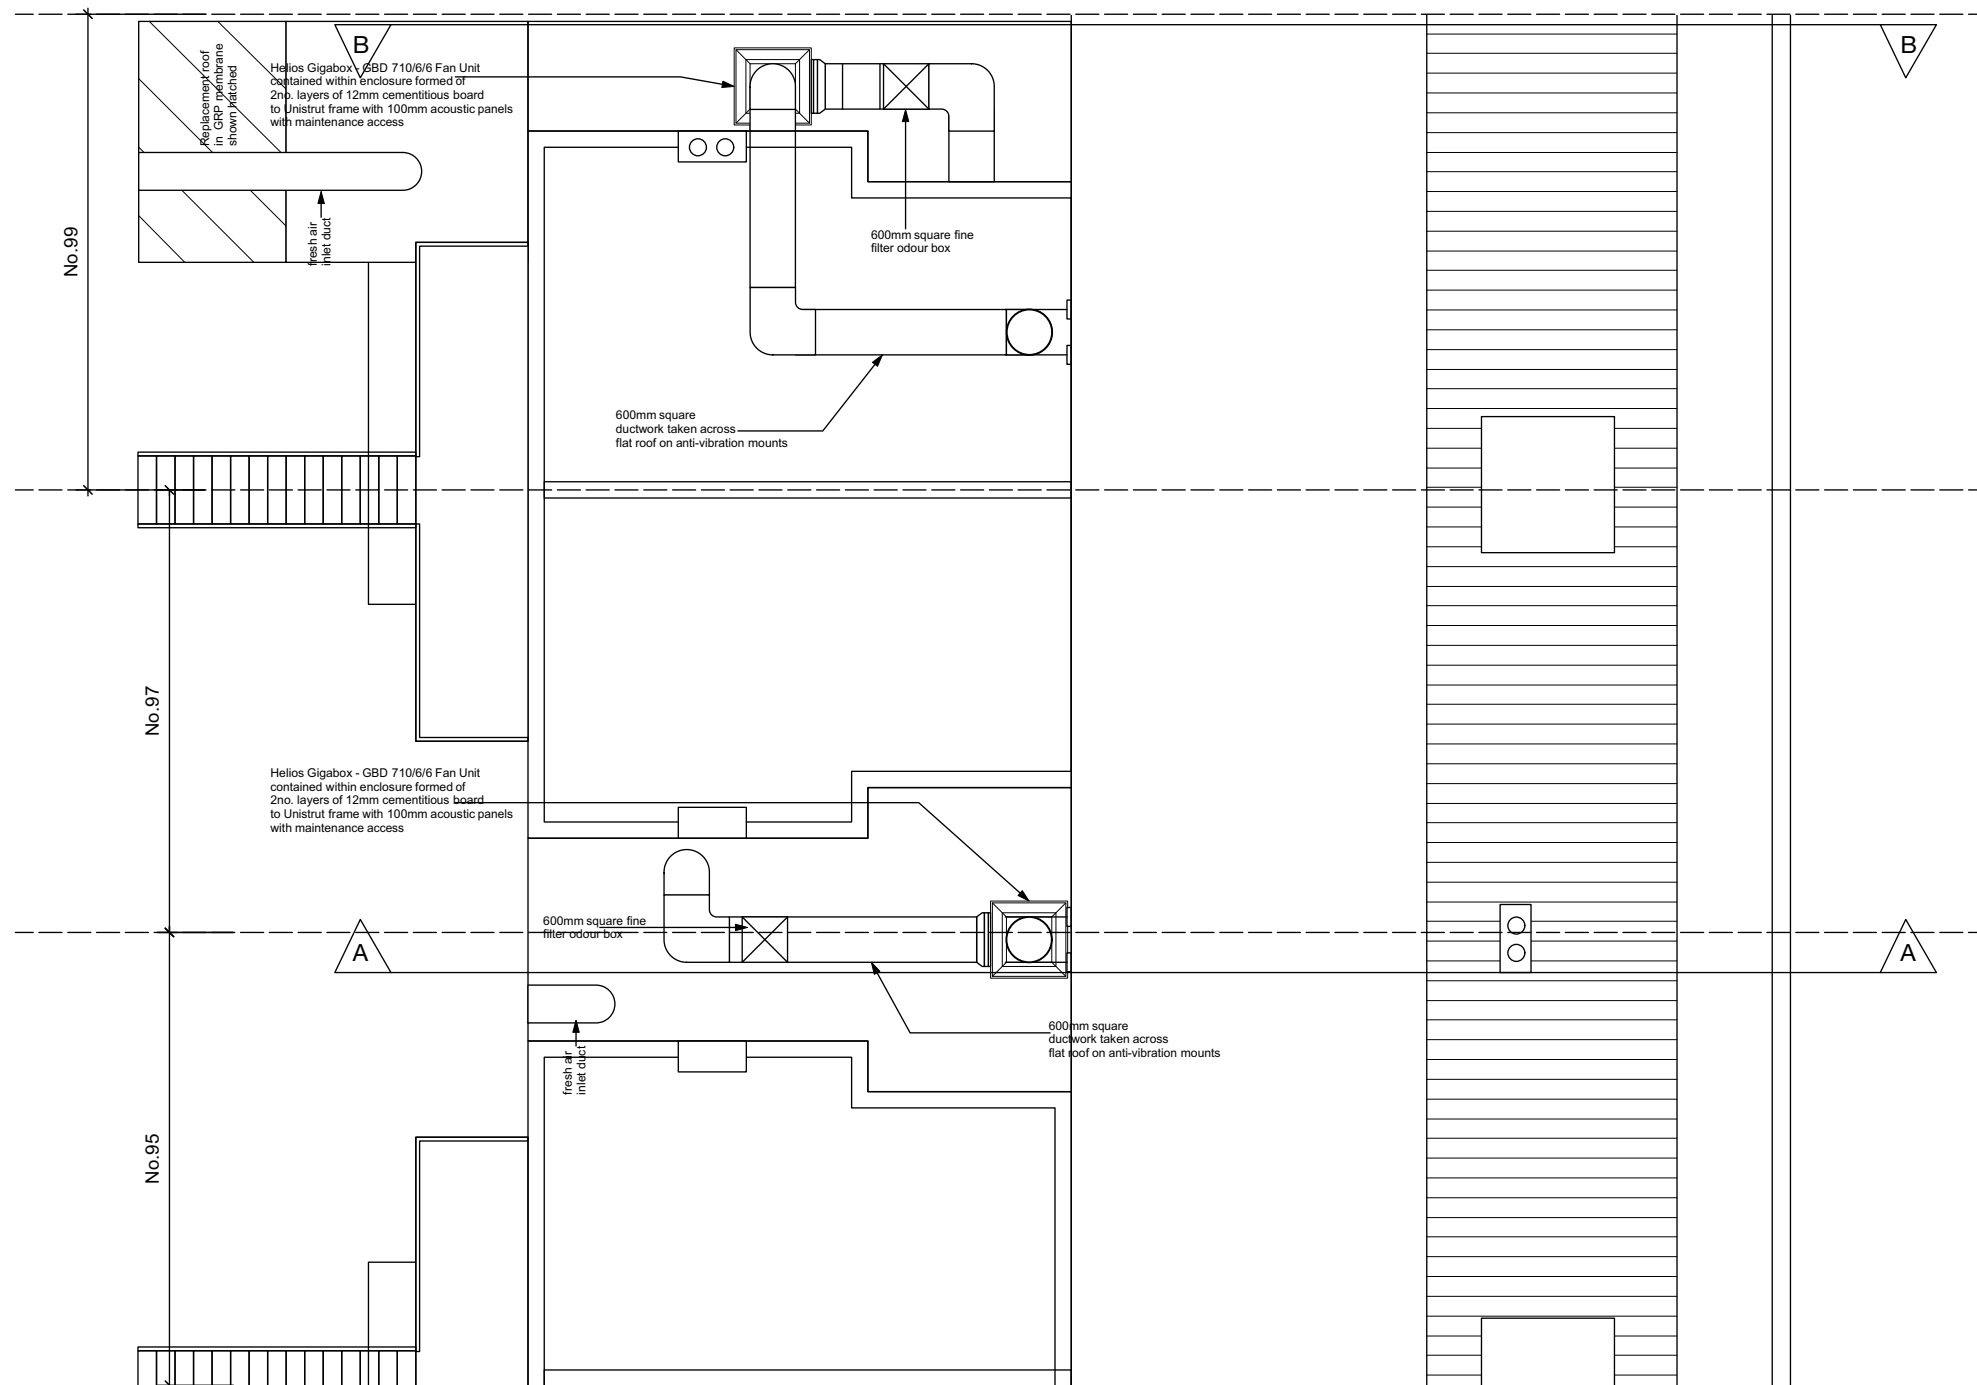 B
B
Replacement roof
in GRP membrane
shown hatched
Helios Gigabox - GBD 710/6/6 Fan Unit
contained within enclosure formed of
2no. layers of 12mm cementitious board
to Unistrut frame with 100mm acoustic panels
with maintenance access
No.99
fresh air
inlet duct
600mm square fine
filter odour box
600mm square
ductwork taken across
flat roof on anti-vibration mounts
No.97
Helios Gigabox - GBD 710/6/6 Fan Unit
contained within enclosure formed of
2no. layers of 12mm cementitious board
to Unistrut frame with 100mm acoustic panels
with maintenance access
600mm square fine
filter odour box
A
A
600mm square
ductwork taken across
flat roof on anti-vibration mounts
fresh air
inlet duct
No.95